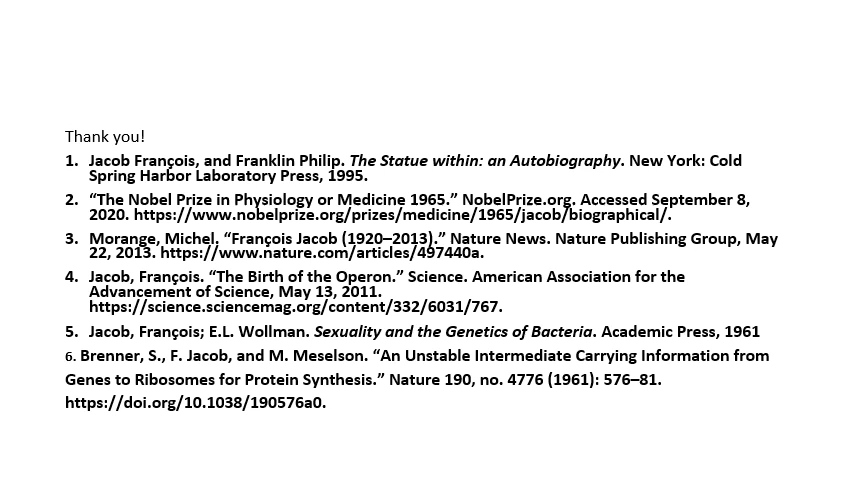 Thank you!
1. Jacob François, and Franklin Philip. The Statue within: an Autobiography. New York: Cold
Spring Harbor Laboratory Press, 1995.
2. “The Nobel Prize in Physiology or Medicine 1965.” NobelPrize.org. Accessed September 8,
2020. https://www.nobelprize.org/prizes/medicine/1965/jacob/biographical/.
3. Morange, Michel. “François Jacob (1920–2013).” Nature News. Nature Publishing Group, May
22, 2013. https://www.nature.com/articles/497440a.
4. Jacob, François. “The Birth of the Operon.” Science. American Association for the
Advancement of Science, May 13, 2011.
https://science.sciencemag.org/content/332/6031/767.
5. Jacob, François; E.L. Wollman. Sexuality and the Genetics of Bacteria. Academic Press, 1961
6. Brenner, S., F. Jacob, and M. Meselson. “An Unstable Intermediate Carrying Information from
Genes to Ribosomes for Protein Synthesis.” Nature 190, no. 4776 (1961): 576–81.
https://doi.org/10.1038/190576a0.